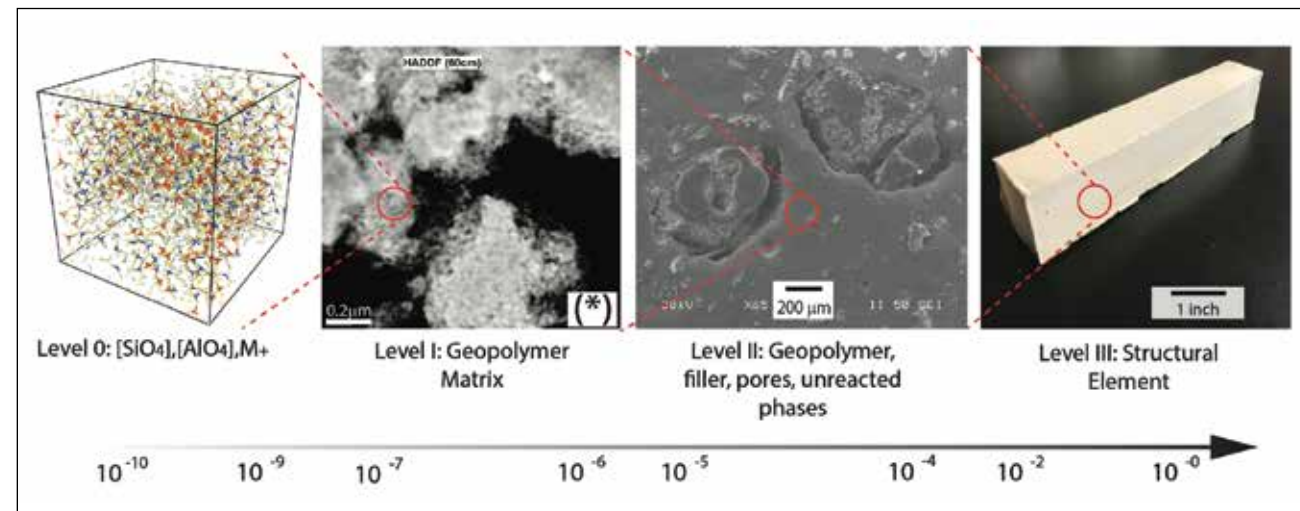 HADDF (60cm)
0.2μm
(*)
X65
200 μm
1 inch
Level 0: [SiO4],[AlO4],M+
Level I: Geopolymer
Matrix
Level II: Geopolymer,
filler, pores, unreacted
phases
Level III: Structural
Element
10-10 10-9 10-7 10-6 10-5 10-4 10-2 10-0